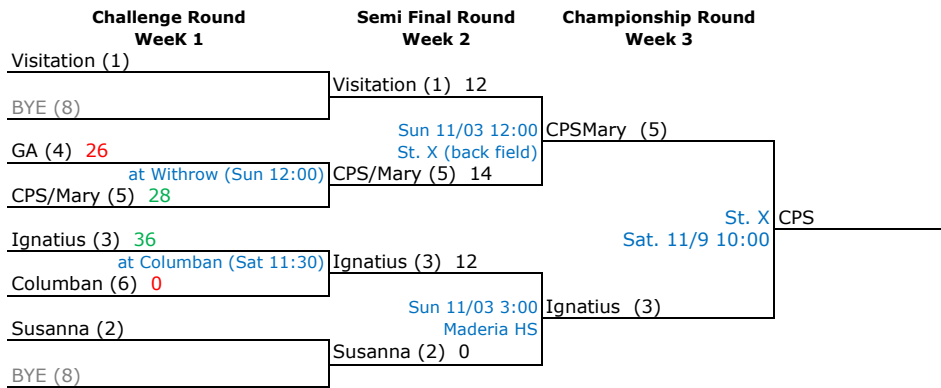 Challenge Round Semi Final Round Championship Round
WeeK 1 Week 2 Week 3
Visitation (1)
Visitation (1) 12
BYE (8)
Sun 11/03 12:00 CPSMary (5)
GA (4) 26
St. X (back field)
at Withrow (Sun 12:00) CPS/Mary (5) 14
CPS/Mary (5) 28
St. X CPS
Ignatius (3) 36
Sat. 11/9 10:00
at Columban (Sat 11:30) Ignatius (3) 12
Columban (6) 0
Sun 11/03 3:00 Ignatius (3)
Susanna (2)
Maderia HS
Susanna (2) 0
BYE (8)